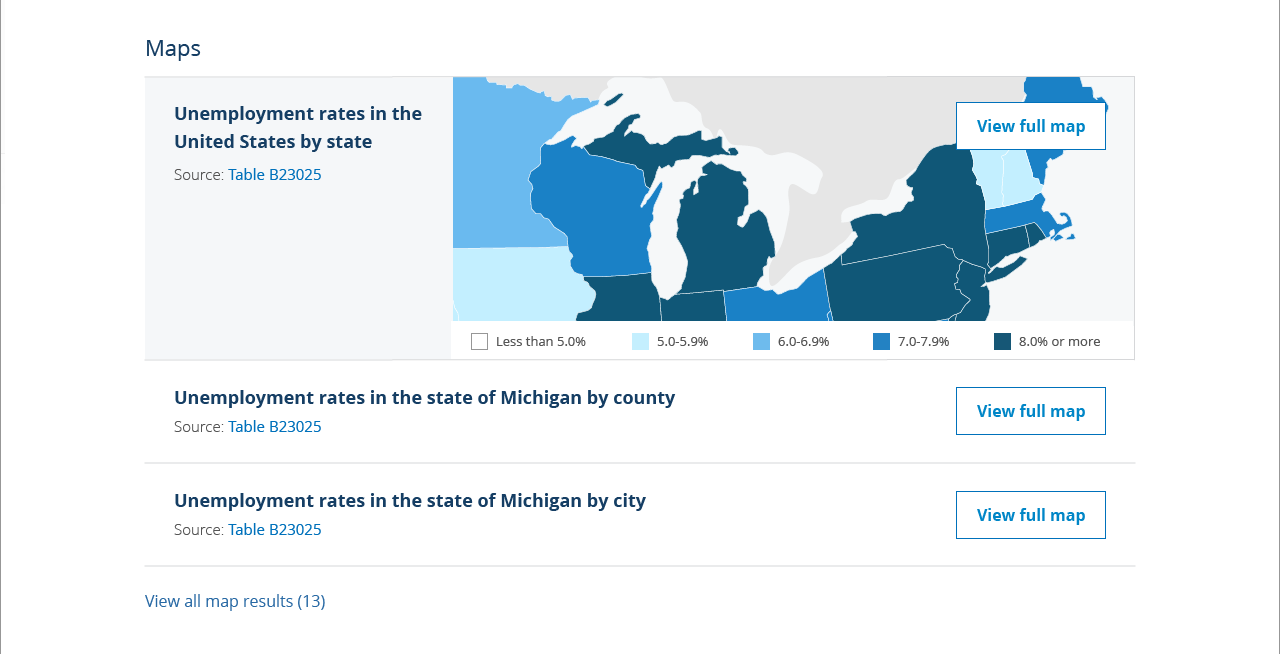 Maps
Unemployment rates in the
United States by state
Source: Table B23025
View full map
Less than 5.0%
5.0-5.9%
6.0-6.9%
7.0-7.9%
8.0% or more
Unemployment rates in the state of Michigan by county
Source: Table B23025
View full map
Unemployment rates in the state of Michigan by city
Source: Table B23025
View full map
View all map results (13)